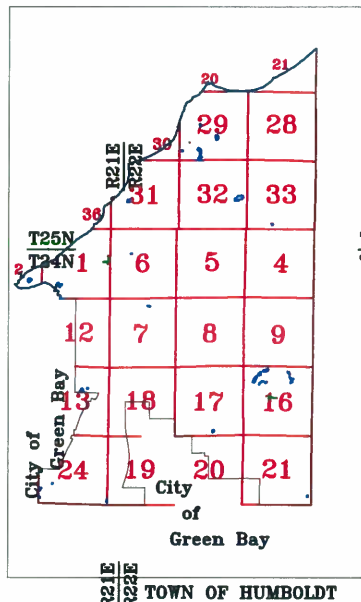 21
20
29 28
30
R21E
R22E
31 32 33
36
T25N
T24N
2 1 6 5 4
12 7 8 9
13 18 17 16
City of
Green Bay
24 19 20 21
City
of
Green Bay
R21E
R22E
TOWN OF HUMBOLDT